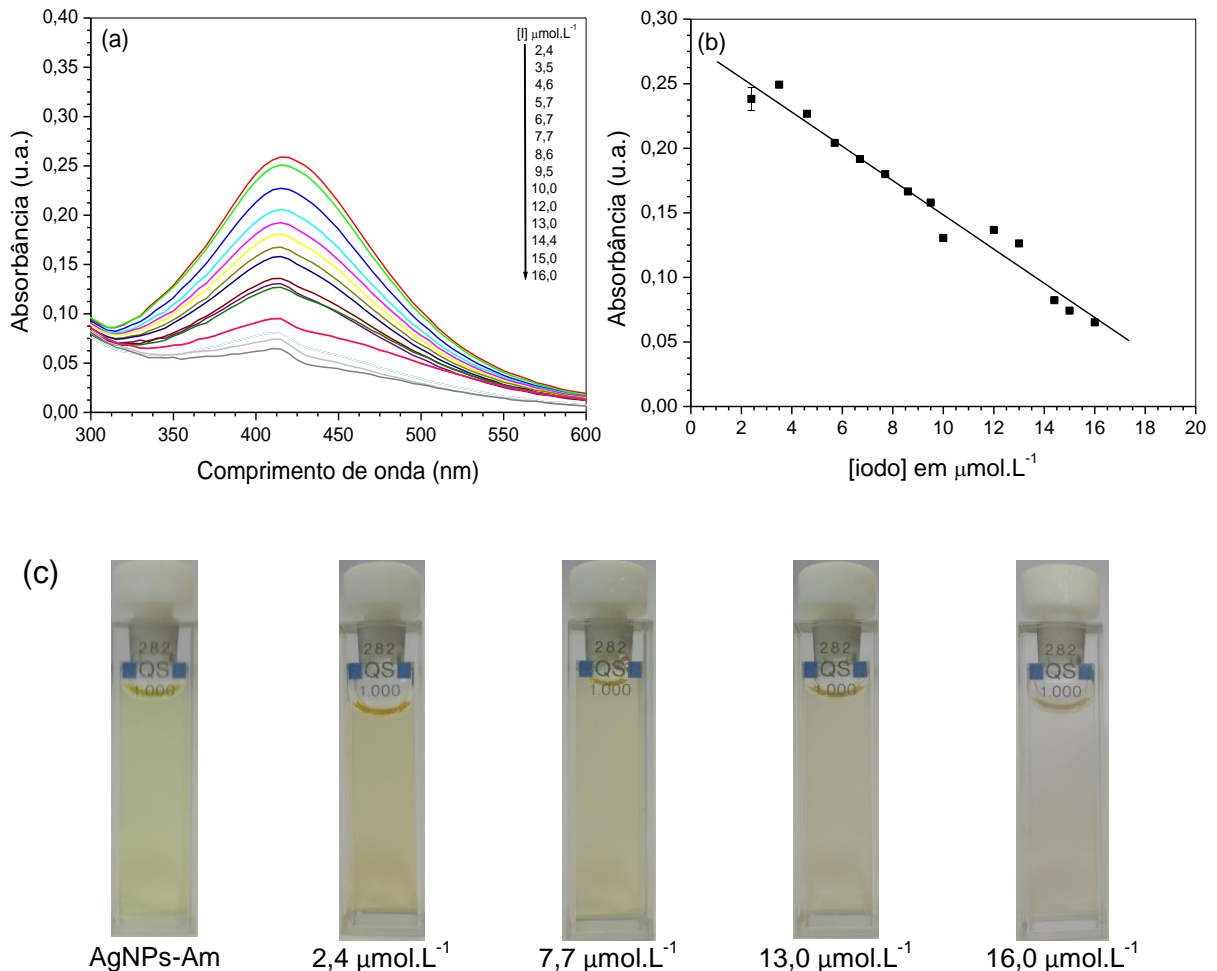 (a)
[I] μmol.L-1
2,4
3,5
4,6
5,7
6,7
7,7
8,6
9,5
10,0
12,0
13,0
14,4
15,0
16,0
0,40
0,35
0,30
0,25
0,20
0,15
0,10
0,05
0,00
Absorbância (u.a.)
300 350 400 450 500 550 600
Comprimento de onda (nm)
(b)
0,30
0,25
0,20
0,15
0,10
0,05
0,00
Absorbância (u.a.)
0 2 4 6 8 10 12 14 16 18 20
[iodo] em μmol.L-1
(c)
282
QS
1.000
282
QS
1.000
282
QS
1.000
282
QS
1.000
282
QS
1.000
AgNPs-Am 2,4 μmol.L-1 7,7 μmol.L-1 13,0 μmol.L-1 16,0 μmol.L-1